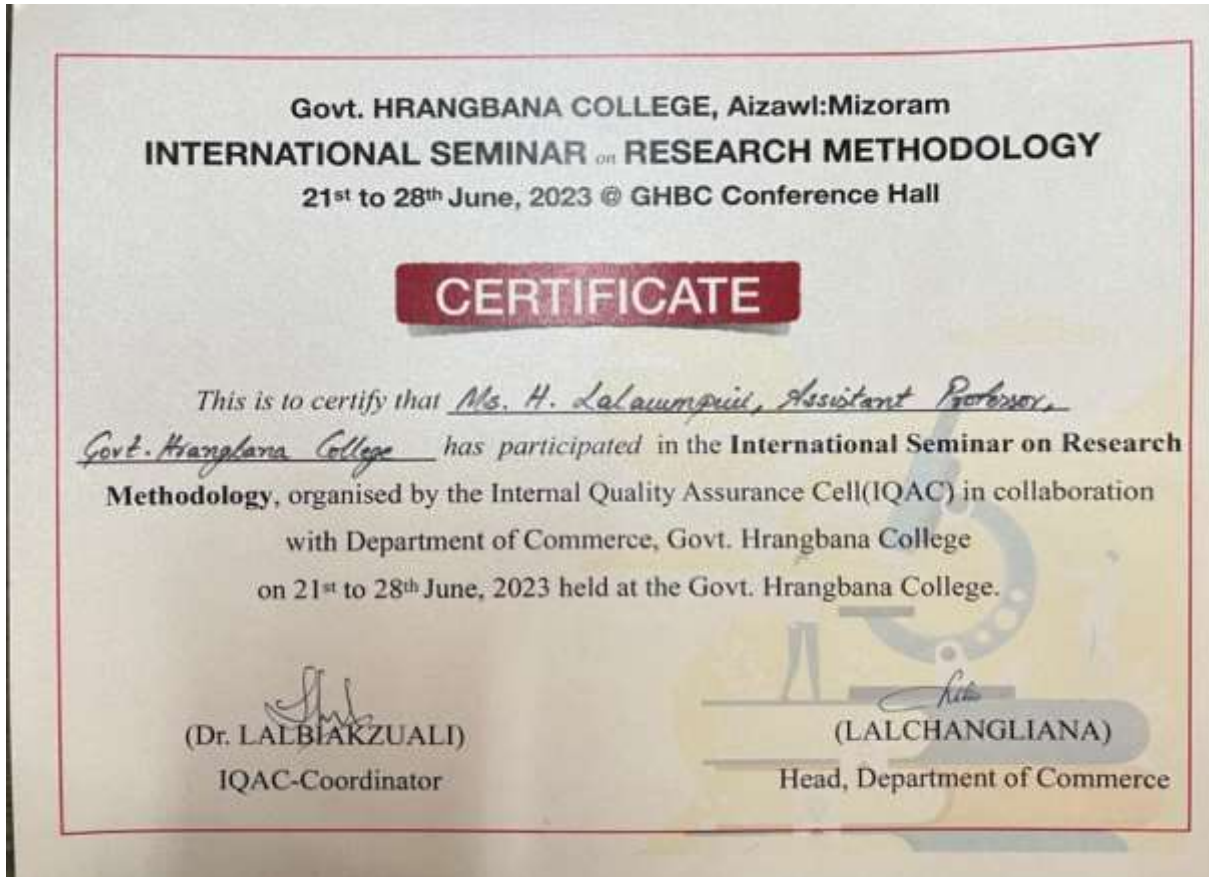 Govt. HRANGBANA COLLEGE, Aizawl:Mizoram
INTERNATIONAL SEMINAR on RESEARCH METHODOLOGY
21st to 28th June, 2023 @ GHBC Conference Hall
CERTIFICATE
This is to certify that Ms. H. Assistant Professor,
Govt. Hrangbana College has participated in the International Seminar on Research
Methodology, organised by the Internal Quality Assurance Cell(IQAC) in collaboration
with Department of Commerce, Govt. Hrangbana College
on 21st to 28th June, 2023 held at the Govt. Hrangbana College.
(Dr. LALBIAKZUALI)
(LALCHANGLIANA)
IQAC-Coordinator
Head, Department of Commerce